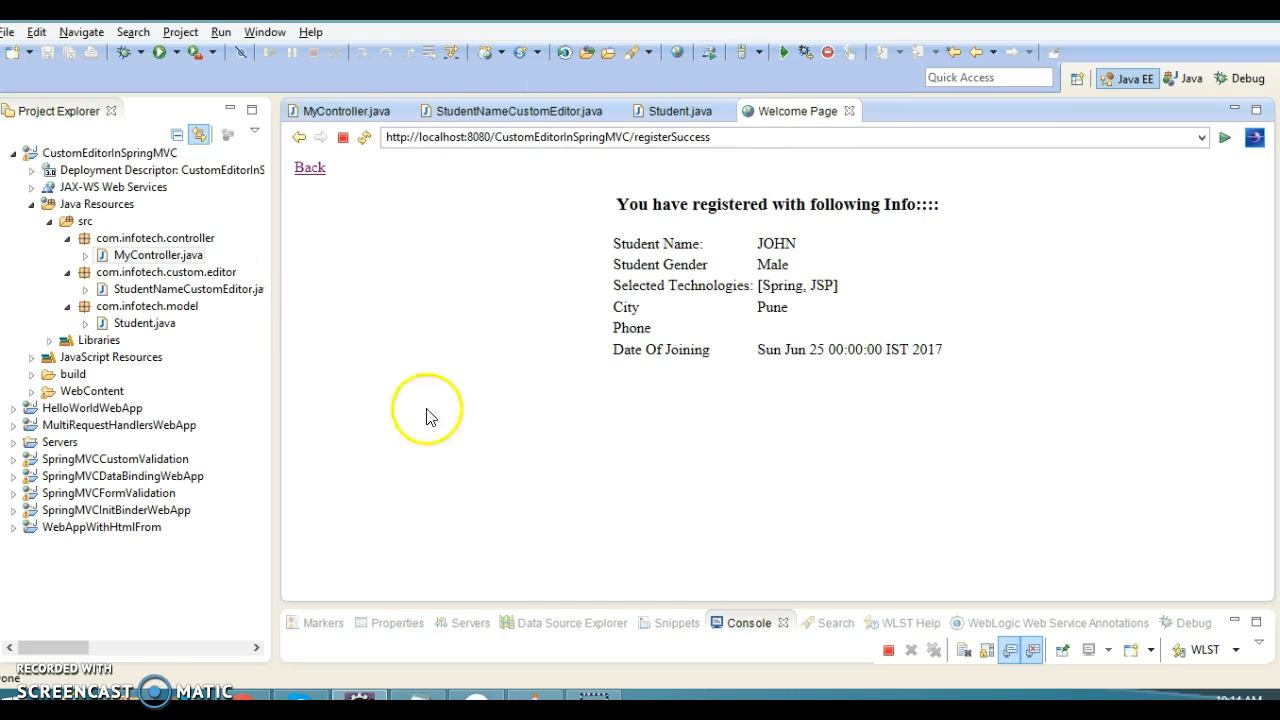 File Edit Navigate Search Project Run Window Help
Quick Access
Java EE Java Debug
Project Explorer
MyController.java StudentNameCustomEditor.java Student.java Welcome Page
http://localhost:8080/CustomEditorInSpringMVC/registerSuccess
CustomEditorInSpringMVC
Deployment Descriptor: CustomEditorInS
JAX-WS Web Services
Java Resources
src
com.infotech.controller
MyController.java
com.infotech.custom.editor
StudentNameCustomEditor.ja
com.infotech.model
Student.java
Libraries
JavaScript Resources
build
WebContent
HelloWorldWebApp
MultiRequestHandlersWebApp
Servers
SpringMVCCustomValidation
SpringMVCDataBindingWebApp
SpringMVCFormValidation
SpringMVCInitBinderWebApp
WebAppWithHtmlFrom
Back
You have registered with following Info::::
Student Name: JOHN
Student Gender Male
Selected Technologies: [Spring, JSP]
City Pune
Phone
Date Of Joining Sun Jun 25 00:00:00 IST 2017
Markers Properties Servers Data Source Explorer Snippets Console Search WLST Help WebLogic Web Service Annotations Debug
WLST
RECORDED WITH
SCREENCAST MATIC